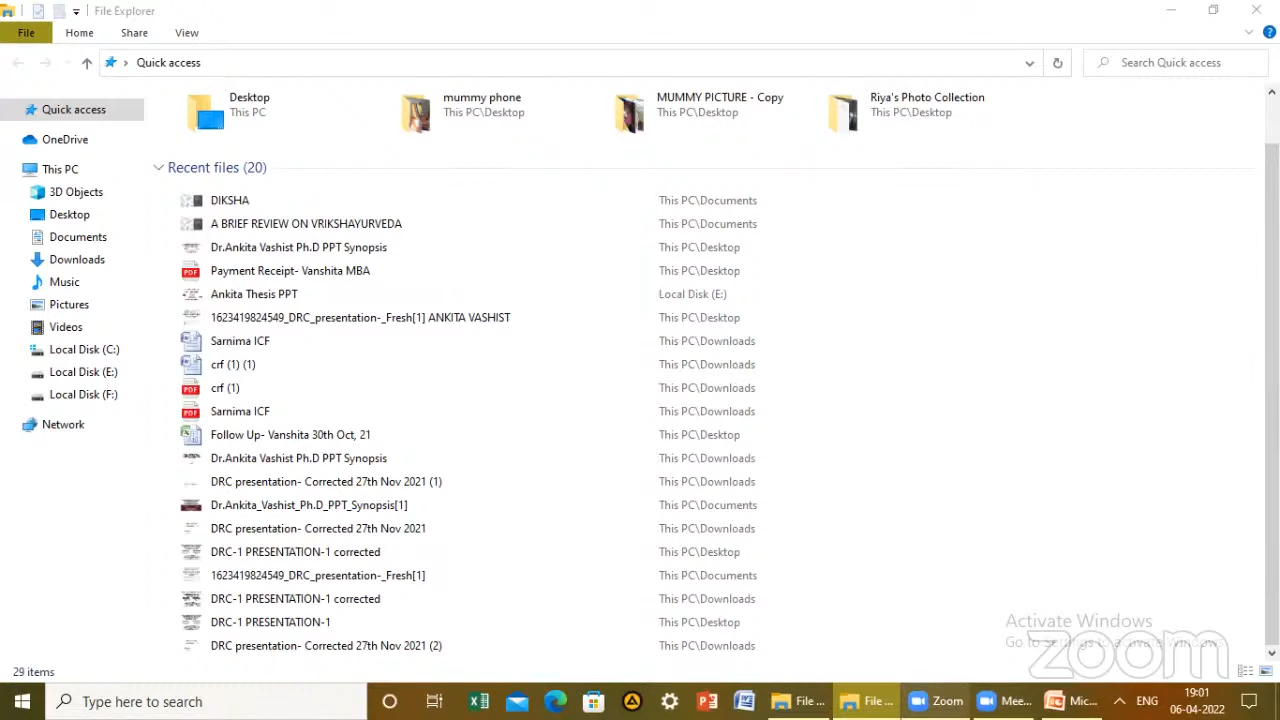 File Explorer
File Home Share View
Quick access
Search Quick access
Quick access
OneDrive
This PC
3D Objects
Desktop
Documents
Downloads
Music
Pictures
Videos
Local Disk (C:)
Local Disk (E:)
Local Disk (F:)
Network
Desktop
This PC
mummy phone
This PC\Desktop
MUMMY PICTURE - Copy
This PC\Desktop
Riya's Photo Collection
This PC\Desktop
Recent files (20)
DIKSHA This PC\Documents
A BRIEF REVIEW ON VRIKSHAYURVEDA This PC\Documents
Dr.Ankita Vashist Ph.D PPT Synopsis This PC\Desktop
Payment Receipt- Vanshita MBA This PC\Desktop
Ankita Thesis PPT Local Disk (E:)
1623419824549_DRC_presentation-_Fresh[1] ANKITA VASHIST This PC\Desktop
Sarnima ICF This PC\Downloads
crf (1) (1) This PC\Downloads
crf (1) This PC\Downloads
Sarnima ICF This PC\Downloads
Follow Up- Vanshita 30th Oct, 21 This PC\Desktop
Dr.Ankita Vashist Ph.D PPT Synopsis This PC\Downloads
DRC presentation- Corrected 27th Nov 2021 (1) This PC\Downloads
Dr.Ankita_Vashist_Ph.D_PPT_Synopsis[1] This PC\Documents
DRC presentation- Corrected 27th Nov 2021 This PC\Downloads
DRC-1 PRESENTATION-1 corrected This PC\Desktop
1623419824549_DRC_presentation-_Fresh[1] This PC\Documents
DRC-1 PRESENTATION-1 corrected This PC\Downloads
DRC-1 PRESENTATION-1 This PC\Desktop
DRC presentation- Corrected 27th Nov 2021 (2) This PC\Downloads
Activate Windows
Go to Settings to activate Windows.
zoom
29 items
Type here to search
File ... File ... Zoom Mee... Mic... ENG
19:01
06-04-2022